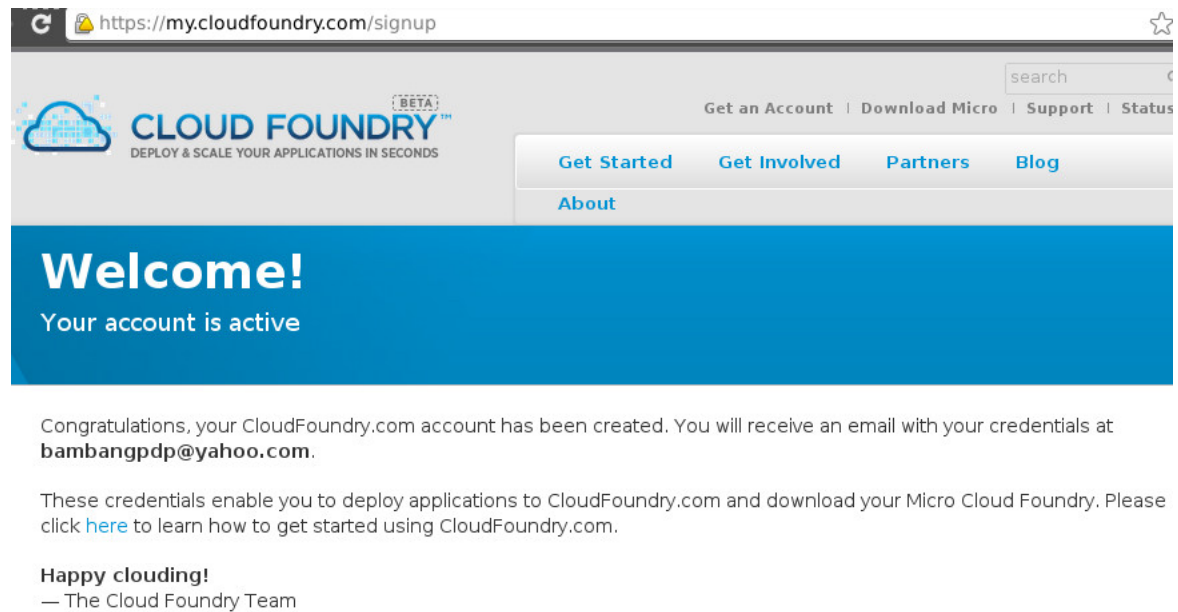 https://my.cloudfoundry.com/signup
search
BETA
CLOUD FOUNDRY™
DEPLOY & SCALE YOUR APPLICATIONS IN SECONDS
Get an Account | Download Micro | Support | Status
Get Started Get Involved Partners Blog
About
Welcome!
Your account is active
Congratulations, your CloudFoundry.com account has been created. You will receive an email with your credentials at
bambangpdp@yahoo.com.
These credentials enable you to deploy applications to CloudFoundry.com and download your Micro Cloud Foundry. Please
click here to learn how to get started using CloudFoundry.com.
Happy clouding!
— The Cloud Foundry Team